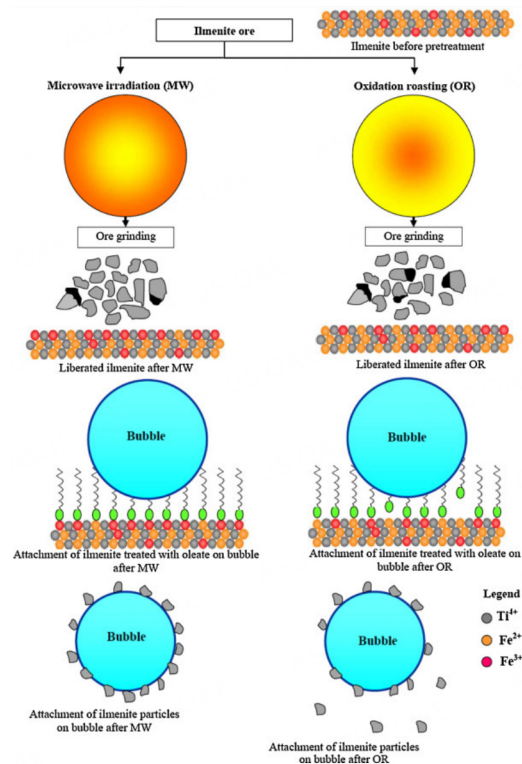 Ilmenite ore
Ilmenite before pretreatment
Microwave irradiation (MW)
Oxidation roasting (OR)
Ore grinding
Ore grinding
Liberated ilmenite after MW
Liberated ilmenite after OR
Bubble
Bubble
Attachment of ilmenite treated with oleate on bubble
after MW
Attachment of ilmenite treated with oleate on
bubble after OR
Bubble
Bubble
Legend
Ti⁴⁺
Fe²⁺
Fe³⁺
Attachment of ilmenite particles
on bubble after MW
Attachment of ilmenite particles
on bubble after OR